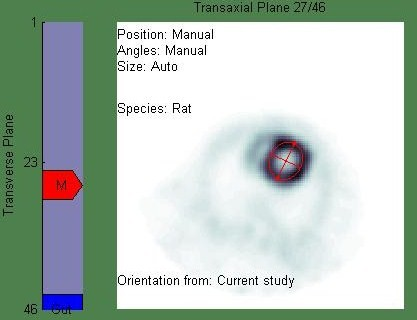 Transaxial Plane 27/46
1
Position: Manual
Angles: Manual
Size: Auto
Species: Rat
Transverse Plane
23
M
Orientation from: Current study
46
Out